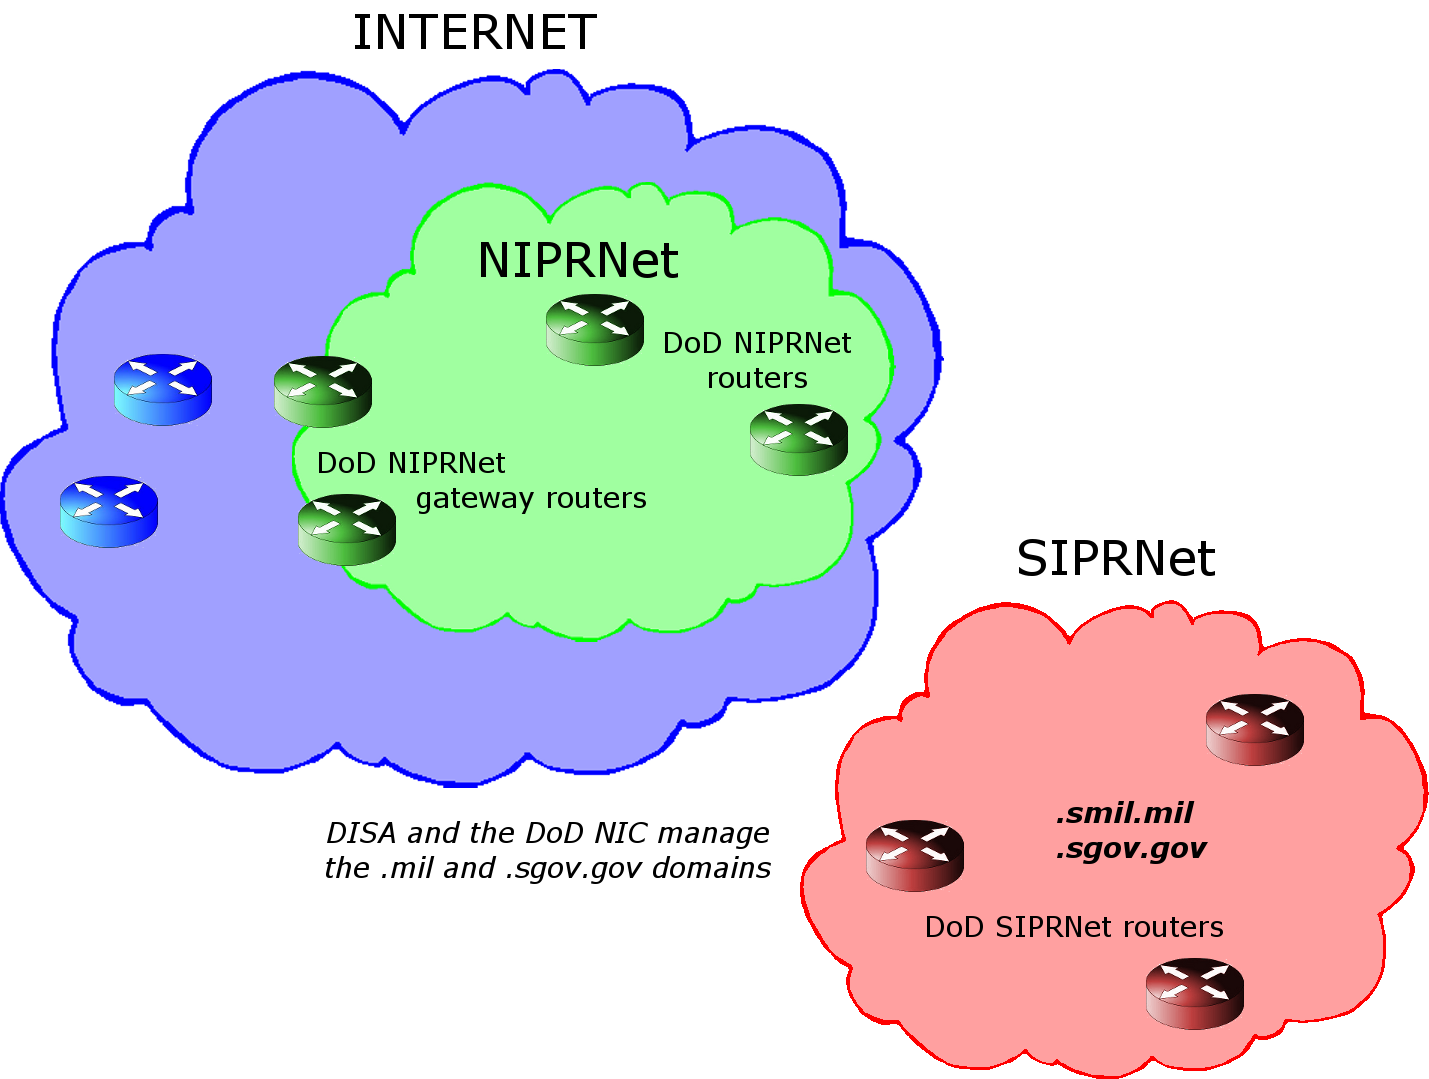 INTERNET
NIPRNet
DoD NIPRNet
routers
DoD NIPRNet
gateway routers
SIPRNet
.smil.mil
.sgov.gov
DISA and the DoD NIC manage
the .mil and .sgov.gov domains
DoD SIPRNet routers